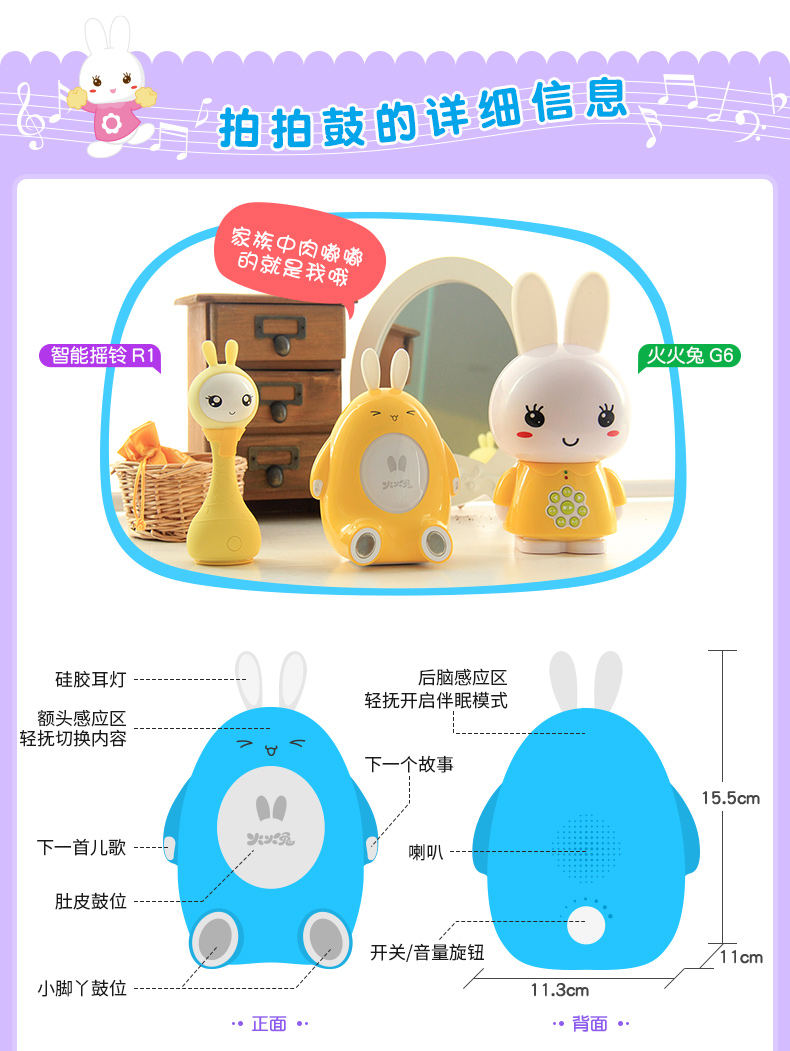 拍拍鼓的详细信息
家族中肉嘟嘟
的就是我哦
智能摇铃 R1
火火兔 G6
火火兔
硅胶耳灯
额头感应区
轻抚切换内容
下一个故事
下一首儿歌
肚皮鼓位
小脚丫鼓位
火火兔
正面
后脑感应区
轻抚开启伴眠模式
喇叭
开关/音量旋钮
15.5cm
11cm
11.3cm
背面